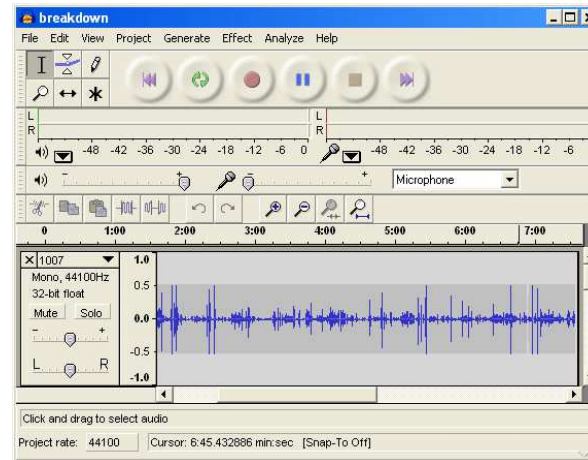 breakdown
File Edit View Project Generate Effect Analyze Help
L
R
-48 -42 -36 -30 -24 -18 -12 -6 0
L
R
-48 -42 -36 -30 -24 -18 -12 -6
- +
- +
Microphone
0 1:00 2:00 3:00 4:00 5:00 6:00 7:00
1007
Mono, 44100Hz
32-bit float
Mute Solo
- +
L R
1.0
0.5
0.0
-0.5
-1.0
Click and drag to select audio
Project rate: 44100 Cursor: 6:45.432886 min:sec [Snap-To Off]